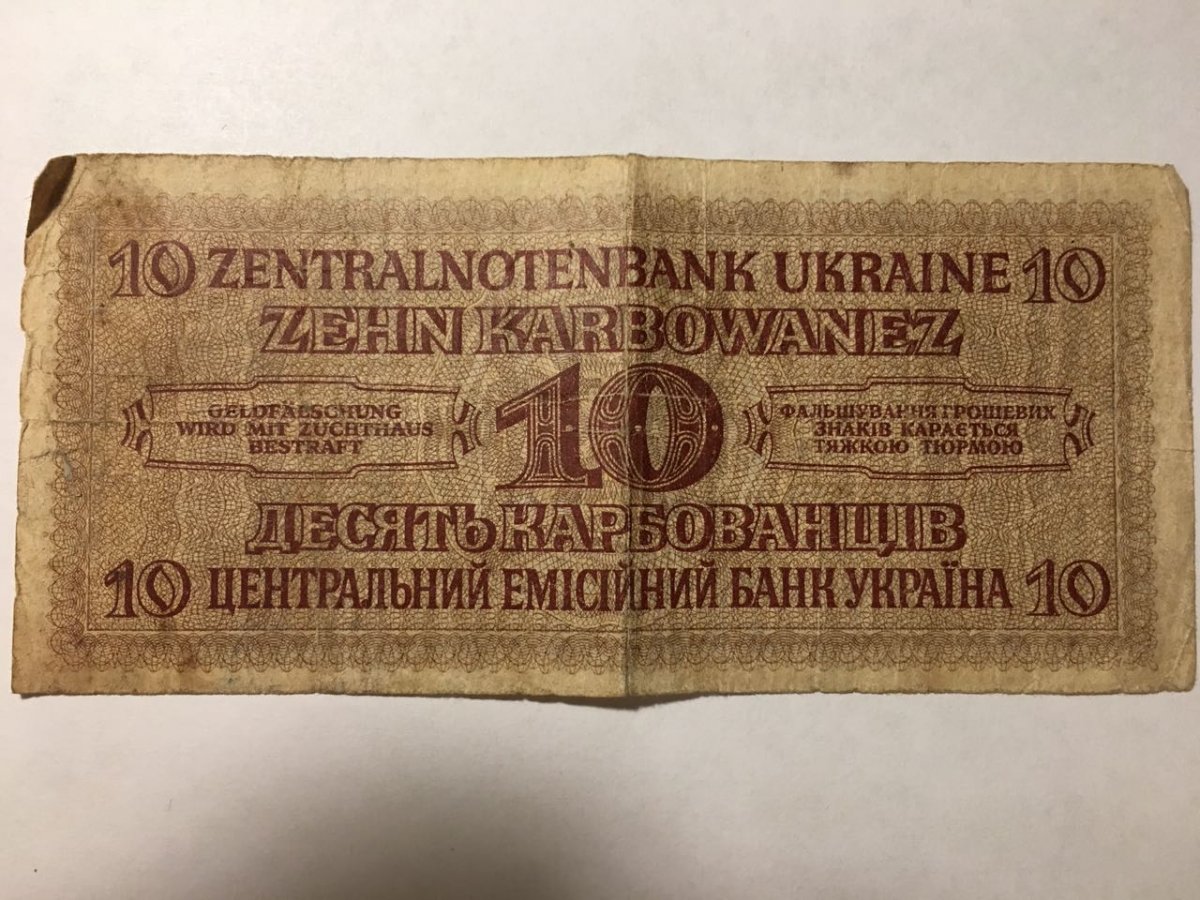 10 ZENTRALNOTENBANK UKRAINE 10
ZEHN KARBOWANEZ
GELDFÄLSCHUNG
WIRD MIT ZUCHTHAUS
BESTRAFT
10
ФАЛЬШУВАННЯ ГРОШЕВИХ
ЗНАКІВ КАРАЄТЬСЯ
ТЯЖКОЮ ТЮРМОЮ
ДЕСЯТЬ КАРБОВАНЦІВ
10 ЦЕНТРАЛЬНИЙ ЕМІСІЙНИЙ БАНК УКРАЇНА 10